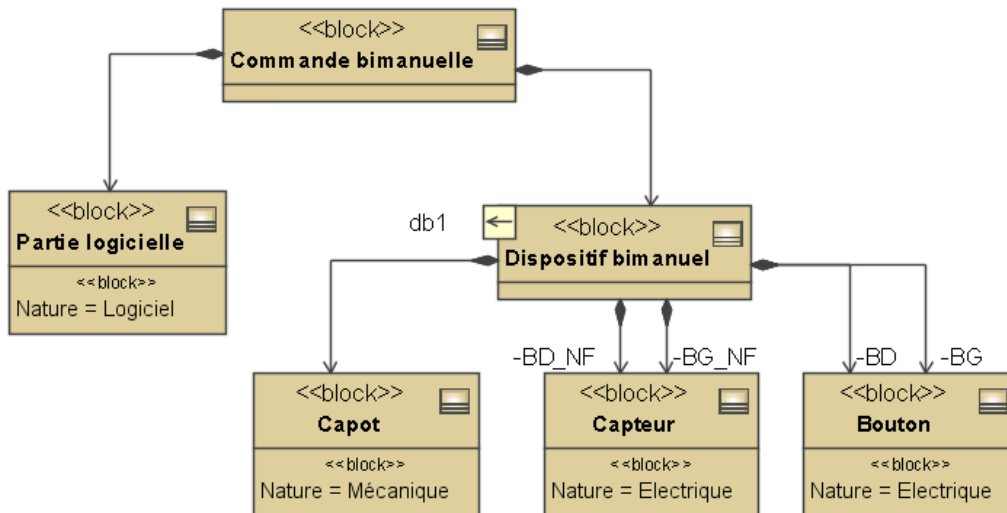 <<block>>
Commande bimanuelle
<<block>>
Partie logicielle
<<block>>
Nature = Logiciel
db1
<<block>>
Dispositif bimanuel
-BD_NF
-BG_NF
-BD
-BG
<<block>>
Capot
<<block>>
Nature = Mécanique
<<block>>
Capteur
<<block>>
Nature = Electrique
<<block>>
Bouton
<<block>>
Nature = Electrique